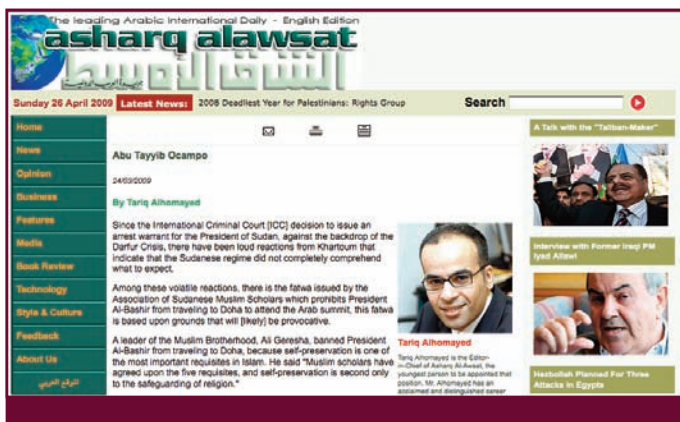 The leading Arabic International Daily - English Edition
asharq alawsat
الشرق الأوسط
جريدة العرب الدولية
Sunday 26 April 2009 Latest News: 2008 Deadliest Year for Palestinians: Rights Group Search
Home
News
Opinion
Business
Features
Media
Book Review
Technology
Style & Culture
Feedback
About Us
الموقع العربي
Abu Tayyib Ocampo
24/03/2009
By Tariq Alhomayed
Since the International Criminal Court [ICC] decision to issue an
arrest warrant for the President of Sudan, against the backdrop of the
Darfur Crisis, there have been loud reactions from Khartoum that
indicate that the Sudanese regime did not completely comprehend
what to expect.
Among these volatile reactions, there is the fatwa issued by the
Association of Sudanese Muslim Scholars which prohibits President
Al-Bashir from traveling to Doha to attend the Arab summit, this fatwa
is based upon grounds that will [likely] be provocative.
A leader of the Muslim Brotherhood, Ali Geresha, banned President
Al-Bashir from traveling to Doha, because self-preservation is one of
the most important requisites in Islam. He said "Muslim scholars have
agreed upon the five requisites, and self-preservation is second only
to the safeguarding of religion."
Tariq Alhomayed
Tariq Alhomayed is the Editor-
in-Chief of Asharq Al-Awsat, the
youngest person to be appointed that
position. Mr. Alhomayed has an
acclaimed and distinguished career
A Talk with the "Taliban-Maker"
Interview with Former Iraqi PM
Iyad Allawi
Hezbollah Planned For Three
Attacks in Egypt